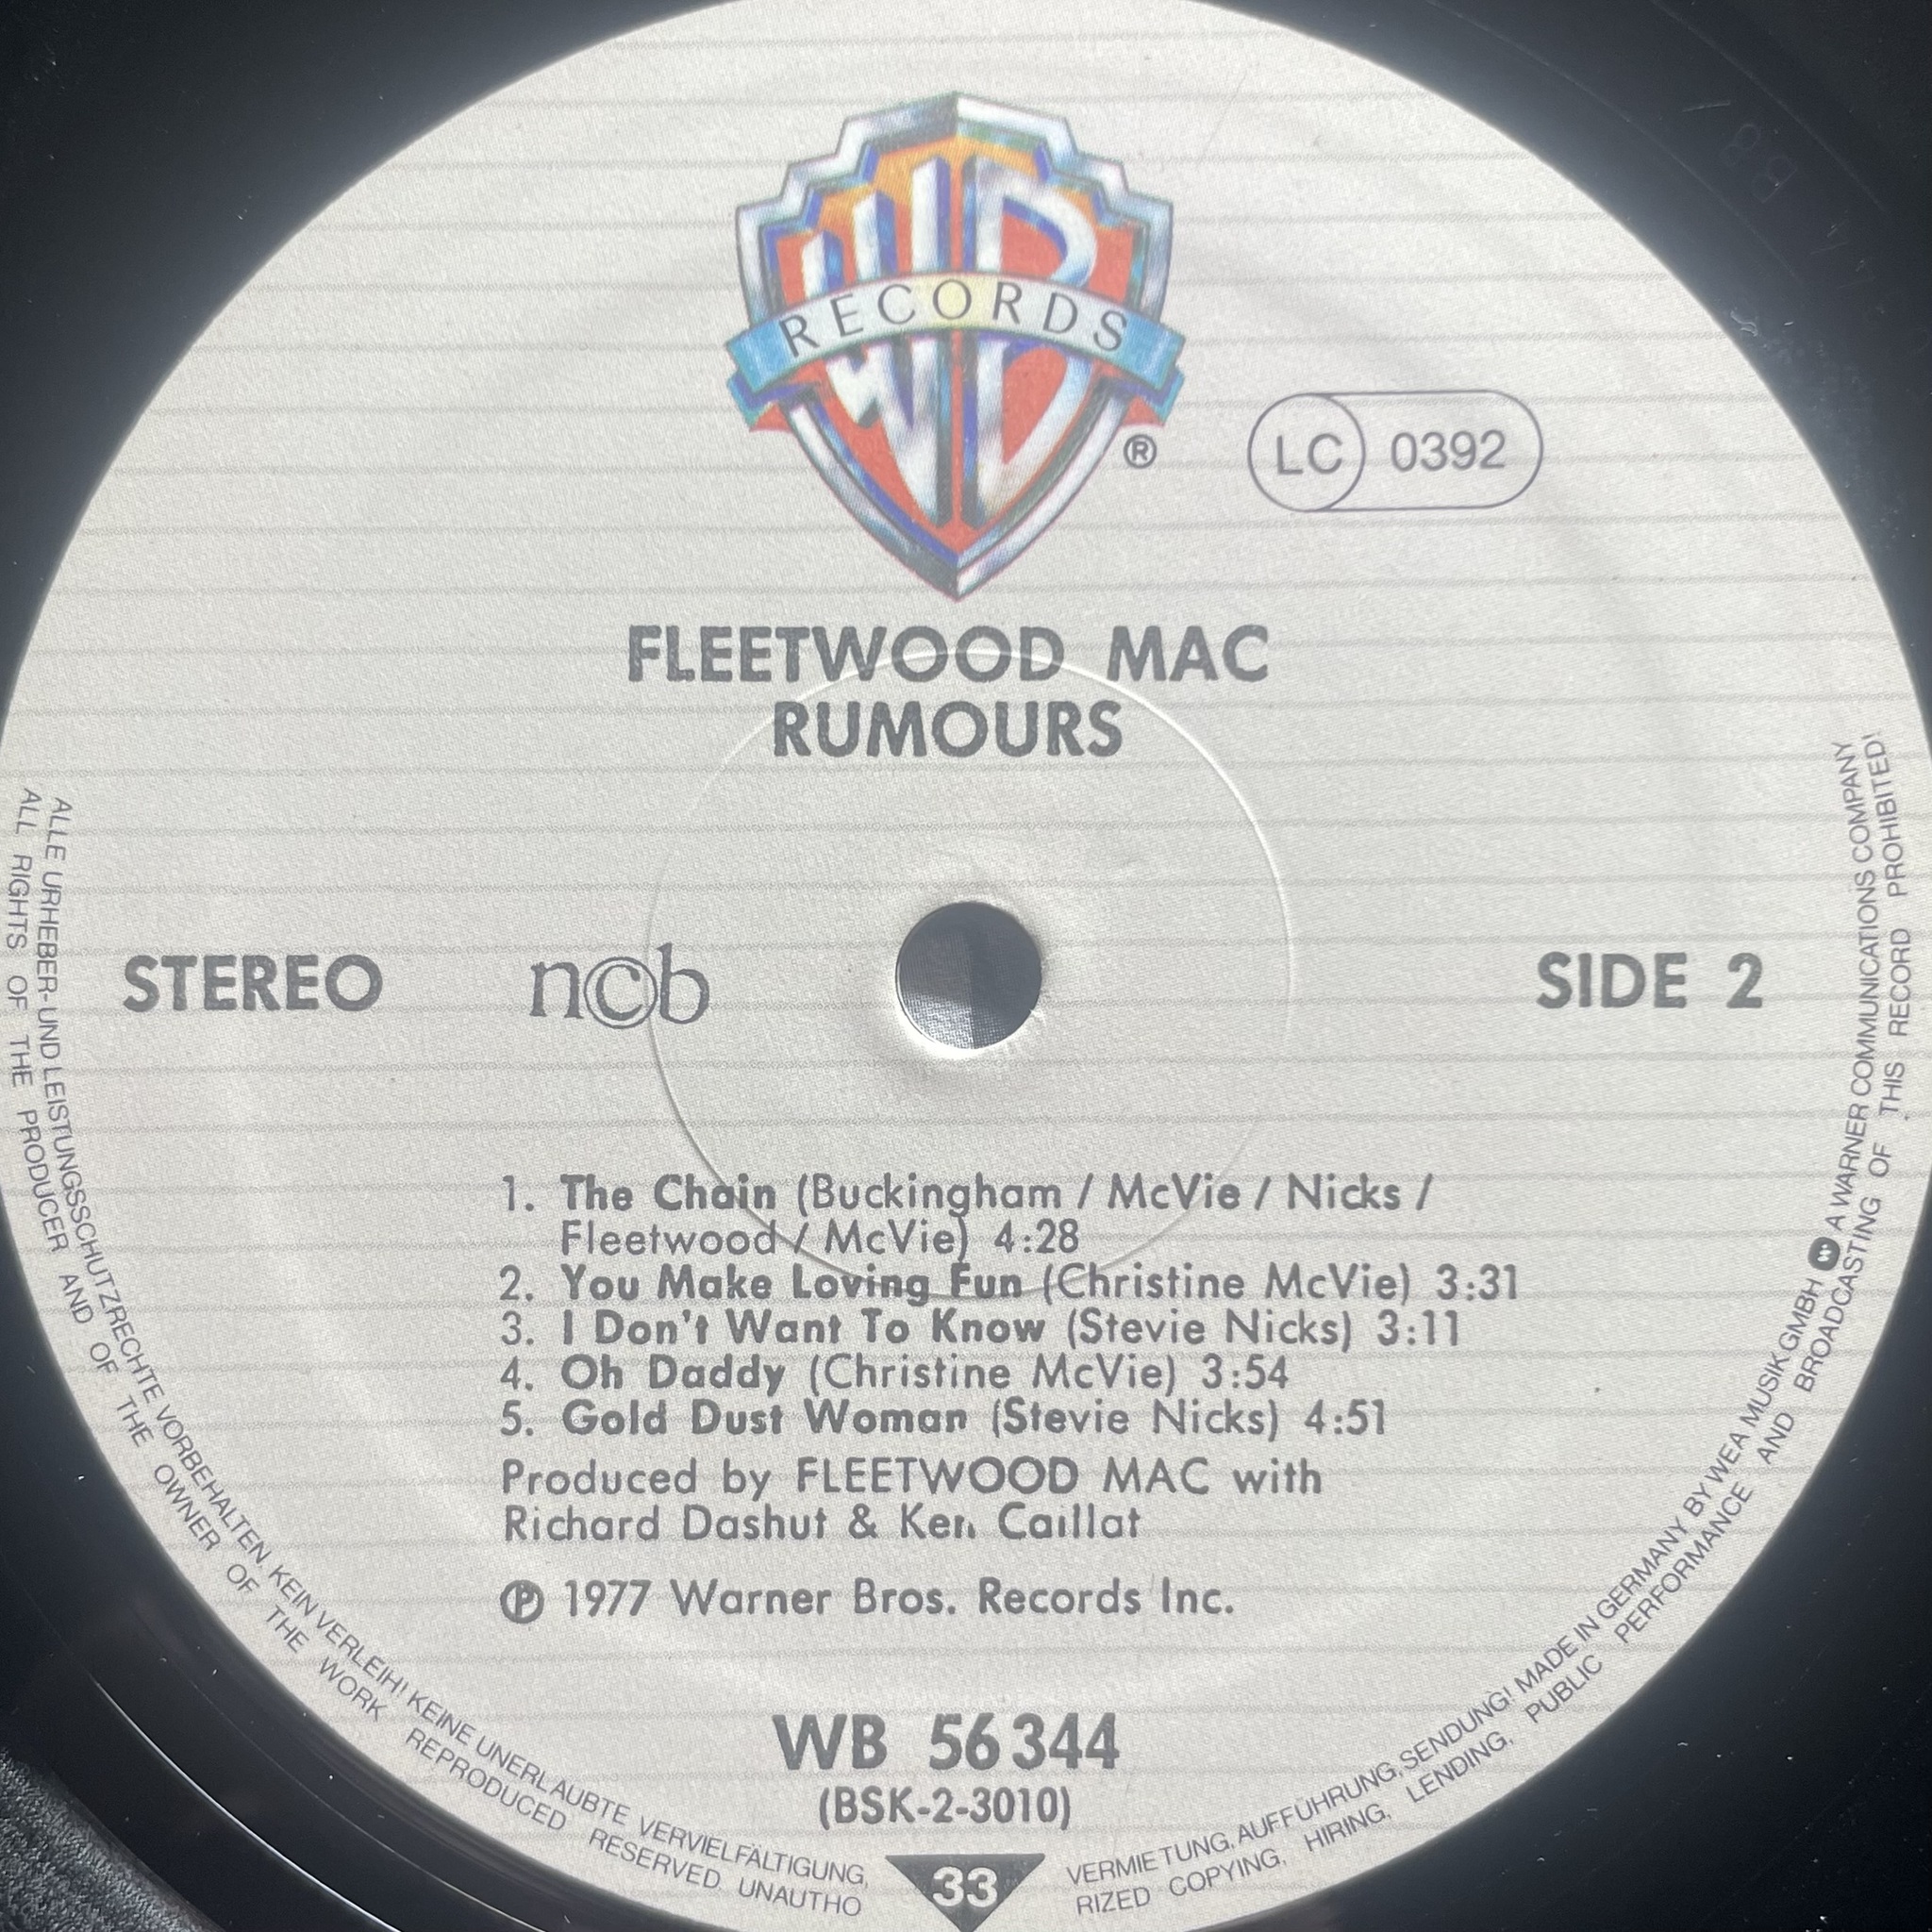 WB
RECORDS
®
LC 0392
FLEETWOOD MAC
RUMOURS
STEREO
ncb
SIDE 2
1. The Chain (Buckingham / McVie / Nicks /
Fleetwood / McVie) 4:28
2. You Make Loving Fun (Christine McVie) 3:31
3. I Don't Want To Know (Stevie Nicks) 3:11
4. Oh Daddy (Christine McVie) 3:54
5. Gold Dust Woman (Stevie Nicks) 4:51
Produced by FLEETWOOD MAC with
Richard Dashut & Ken Caillat
℗ 1977 Warner Bros. Records Inc.
WB 56 344
(BSK-2-3010)
33
ALLE URHEBER- UND LEISTUNGSSCHUTZRECHTE VORBEHALTEN. KEIN VERLEIH! KEINE UNERLAUBTE VERVIELFÄLTIGUNG, VERMIETUNG, AUFFÜHRUNG, SENDUNG! MADE IN GERMANY BY WEA MUSIK GMBH A WARNER COMMUNICATIONS COMPANY
ALL RIGHTS OF THE PRODUCER AND OF THE OWNER OF THE WORK REPRODUCED RESERVED. UNAUTHORIZED COPYING, HIRING, LENDING, PUBLIC PERFORMANCE AND BROADCASTING OF THIS RECORD PROHIBITED!